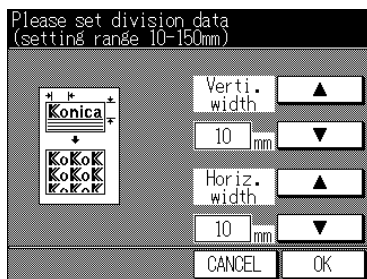 Please set division data
(setting range 10-150mm)
Konica
KoKoK
KoKoK
KoKoK
Verti.
width
10 mm
Horiz.
width
10 mm
CANCEL OK